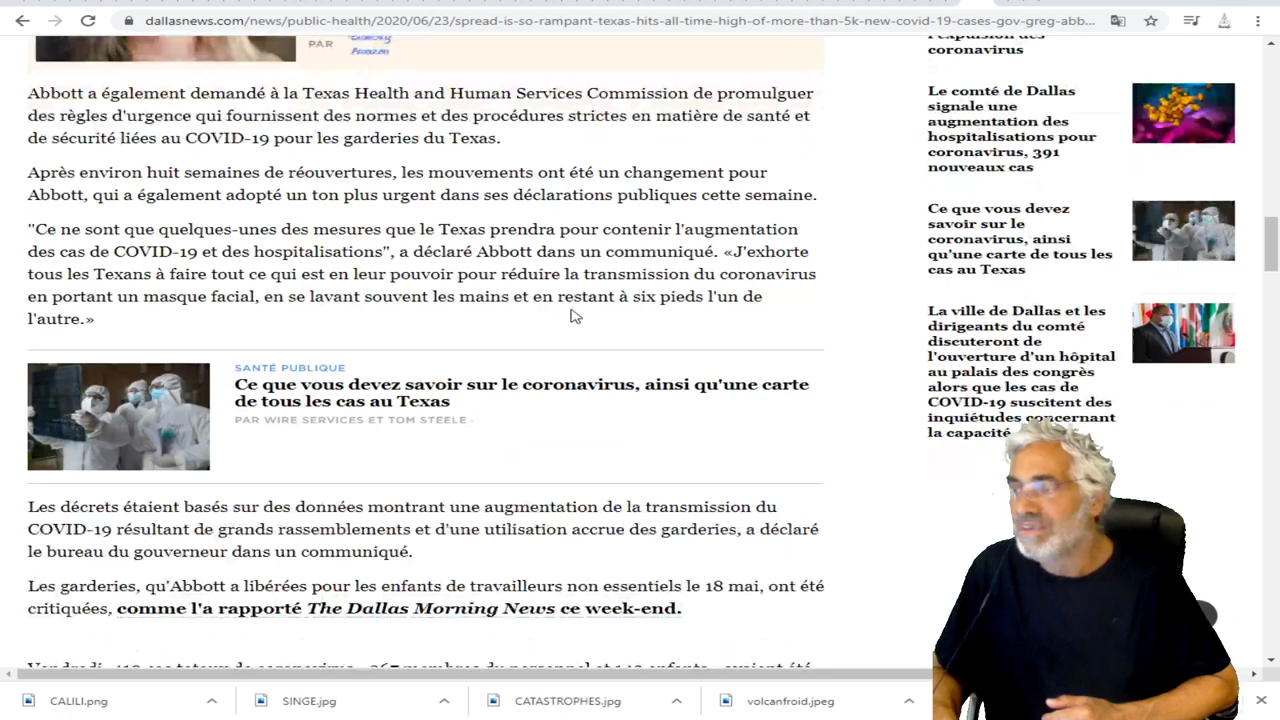 dallasnews.com/news/public-health/2020/06/23/spread-is-so-rampant-texas-hits-all-time-high-of-more-than-5k-new-covid-19-cases-gov-greg-abb...
PAR
Abbott a également demandé à la Texas Health and Human Services Commission de promulguer
des règles d'urgence qui fournissent des normes et des procédures strictes en matière de santé et
de sécurité liées au COVID-19 pour les garderies du Texas.
Après environ huit semaines de réouvertures, les mouvements ont été un changement pour
Abbott, qui a également adopté un ton plus urgent dans ses déclarations publiques cette semaine.
"Ce ne sont que quelques-unes des mesures que le Texas prendra pour contenir l'augmentation
des cas de COVID-19 et des hospitalisations", a déclaré Abbott dans un communiqué. «J'exhorte
tous les Texans à faire tout ce qui est en leur pouvoir pour réduire la transmission du coronavirus
en portant un masque facial, en se lavant souvent les mains et en restant à six pieds l'un de
l'autre.»
SANTÉ PUBLIQUE
Ce que vous devez savoir sur le coronavirus, ainsi qu'une carte
de tous les cas au Texas
PAR WIRE SERVICES ET TOM STEELE
Les décrets étaient basés sur des données montrant une augmentation de la transmission du
COVID-19 résultant de grands rassemblements et d'une utilisation accrue des garderies, a déclaré
le bureau du gouverneur dans un communiqué.
Les garderies, qu'Abbott a libérées pour les enfants de travailleurs non essentiels le 18 mai, ont été
critiquées, comme l'a rapporté The Dallas Morning News ce week-end.
l'expansion des
coronavirus
Le comté de Dallas
signale une
augmentation des
hospitalisations pour
coronavirus, 391
nouveaux cas
Ce que vous devez
savoir sur le
coronavirus, ainsi
qu'une carte de tous les
cas au Texas
La ville de Dallas et les
dirigeants du comté
discuteront de
l'ouverture d'un hôpital
au palais des congrès
alors que les cas de
COVID-19 suscitent des
inquiétudes concernant
la capacité
CALILI.png
SINGE.jpg
CATASTROPHES.jpg
volcanfroid.jpeg